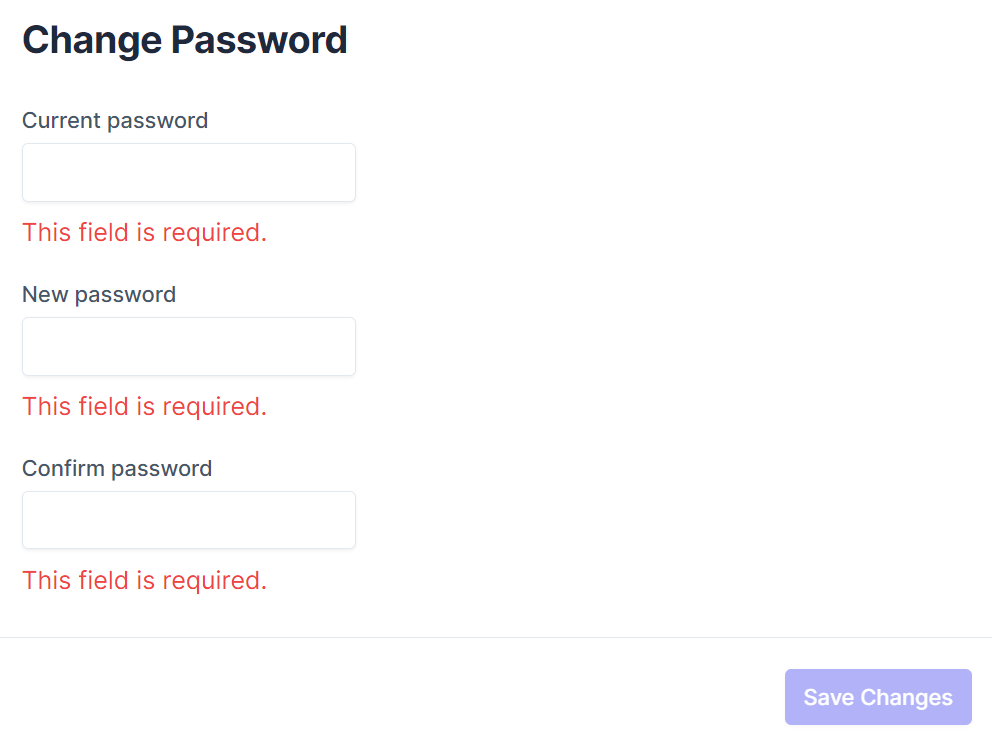 Change Password
Current password
This field is required.
New password
This field is required.
Confirm password
This field is required.
Save Changes